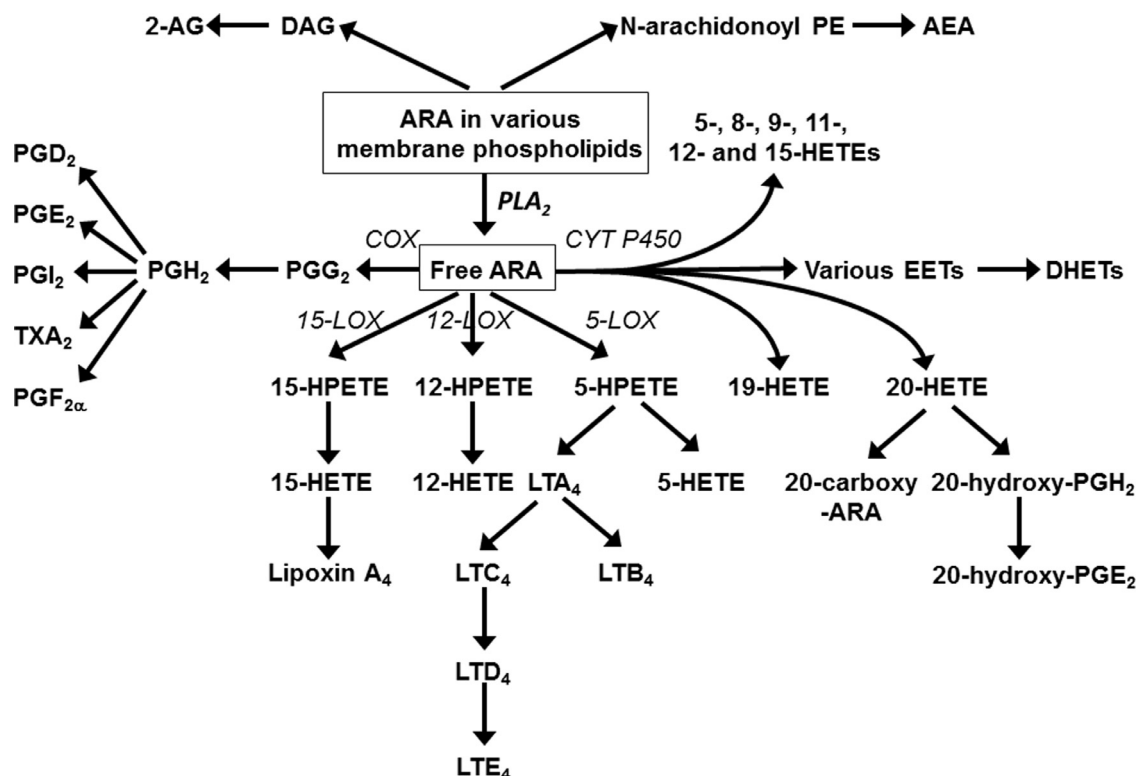 2-AG
DAG
N-arachidonoyl PE
AEA
ARA in various
membrane phospholipids
5-, 8-, 9-, 11-,
12- and 15-HETEs
PLA₂
COX
CYT P450
PGD₂
PGE₂
PGI₂
TXA₂
PGF₂α
PGH₂
PGG₂
Free ARA
Various EETs
DHETs
15-LOX
12-LOX
5-LOX
15-HPETE
12-HPETE
5-HPETE
19-HETE
20-HETE
15-HETE
12-HETE
LTA₄
5-HETE
20-carboxy
-ARA
20-hydroxy-PGH₂
Lipoxin A₄
LTC₄
LTB₄
20-hydroxy-PGE₂
LTD₄
LTE₄